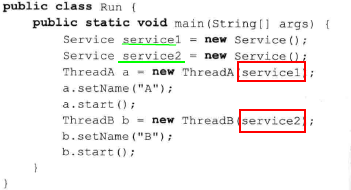 public class Run {
public static void main(String[] args) {
Service service1 = new Service();
Service service2 = new Service();
ThreadA a = new ThreadA(service1);
a.setName("A");
a.start();
ThreadB b = new ThreadB(service2);
b.setName("B");
b.start();
}
}